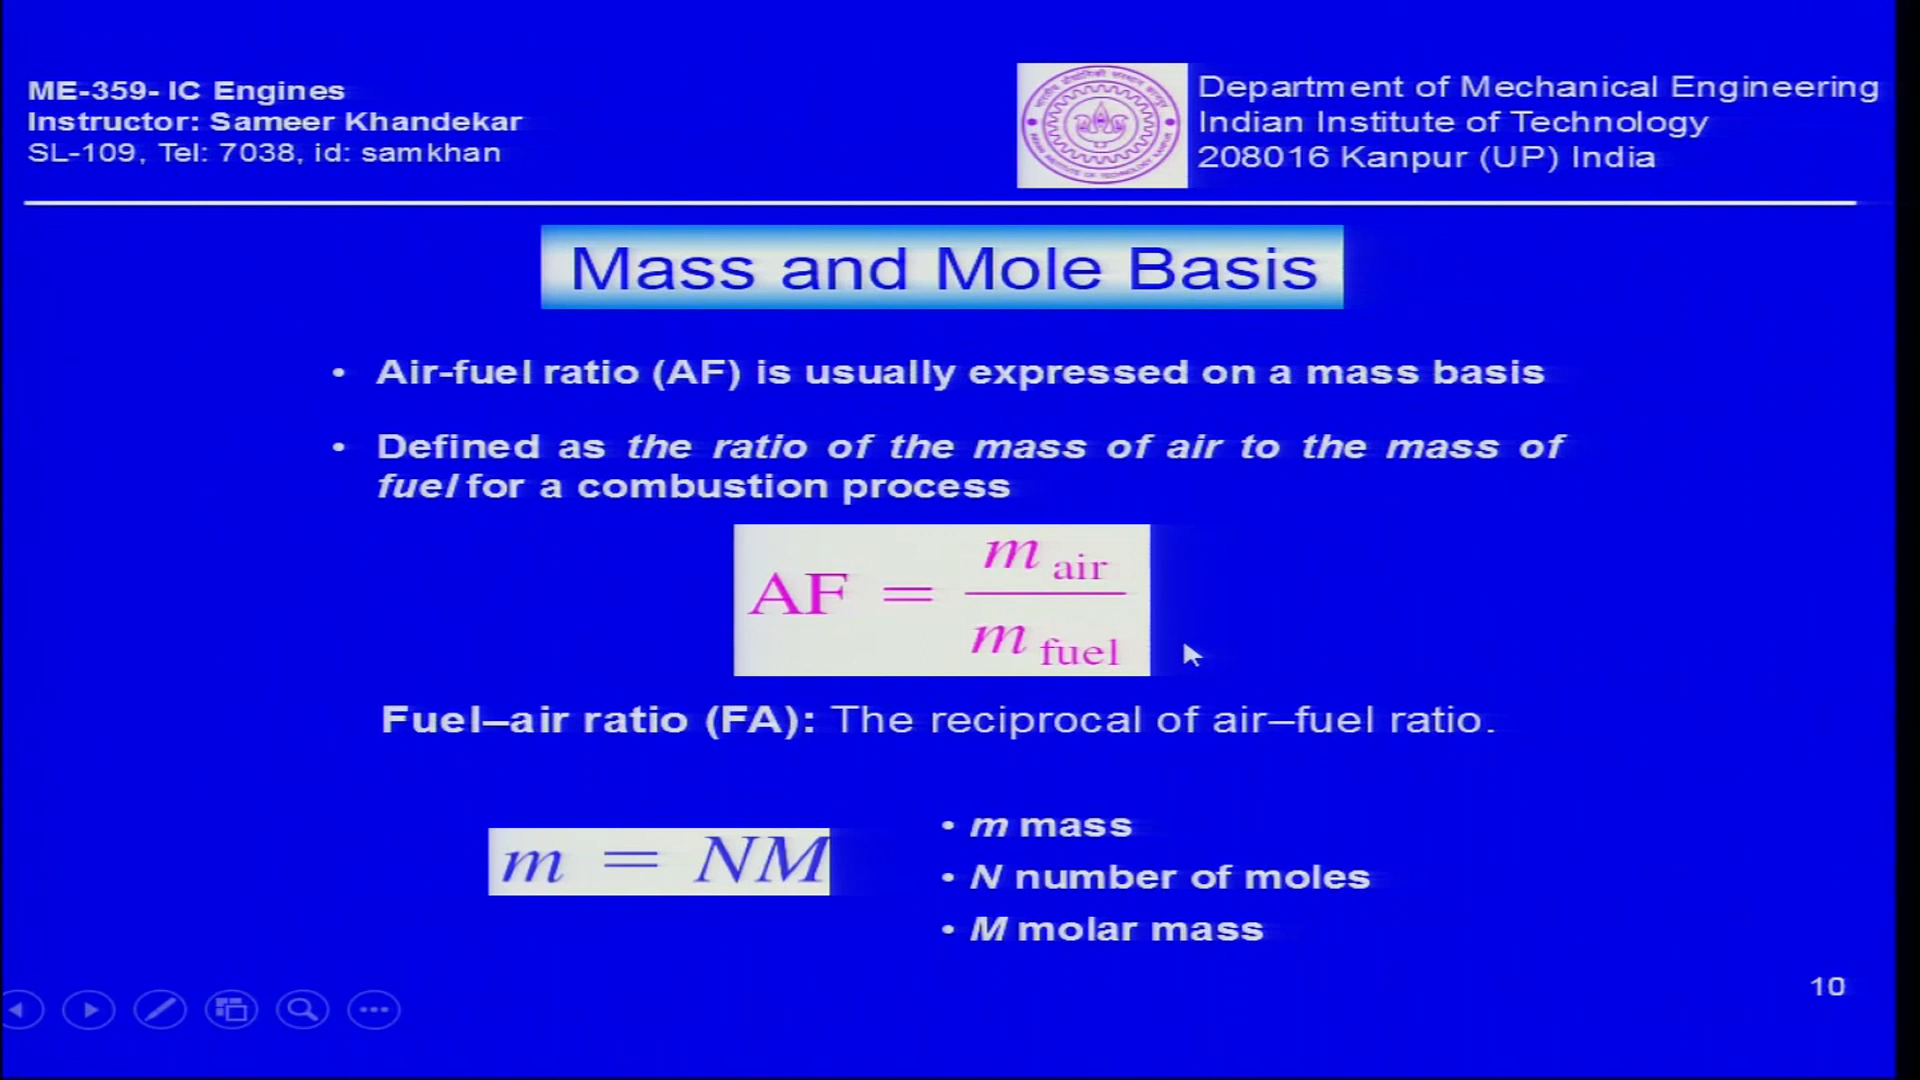 ME-359- IC Engines
Instructor: Sameer Khandekar
SL-109, Tel: 7038, id: samkhan
Department of Mechanical Engineering
Indian Institute of Technology
208016 Kanpur (UP) India
Mass and Mole Basis
• Air-fuel ratio (AF) is usually expressed on a mass basis
• Defined as the ratio of the mass of air to the mass of
fuel for a combustion process
AF = m air / m fuel
Fuel–air ratio (FA): The reciprocal of air–fuel ratio.
m = NM
• m mass
• N number of moles
• M molar mass
10